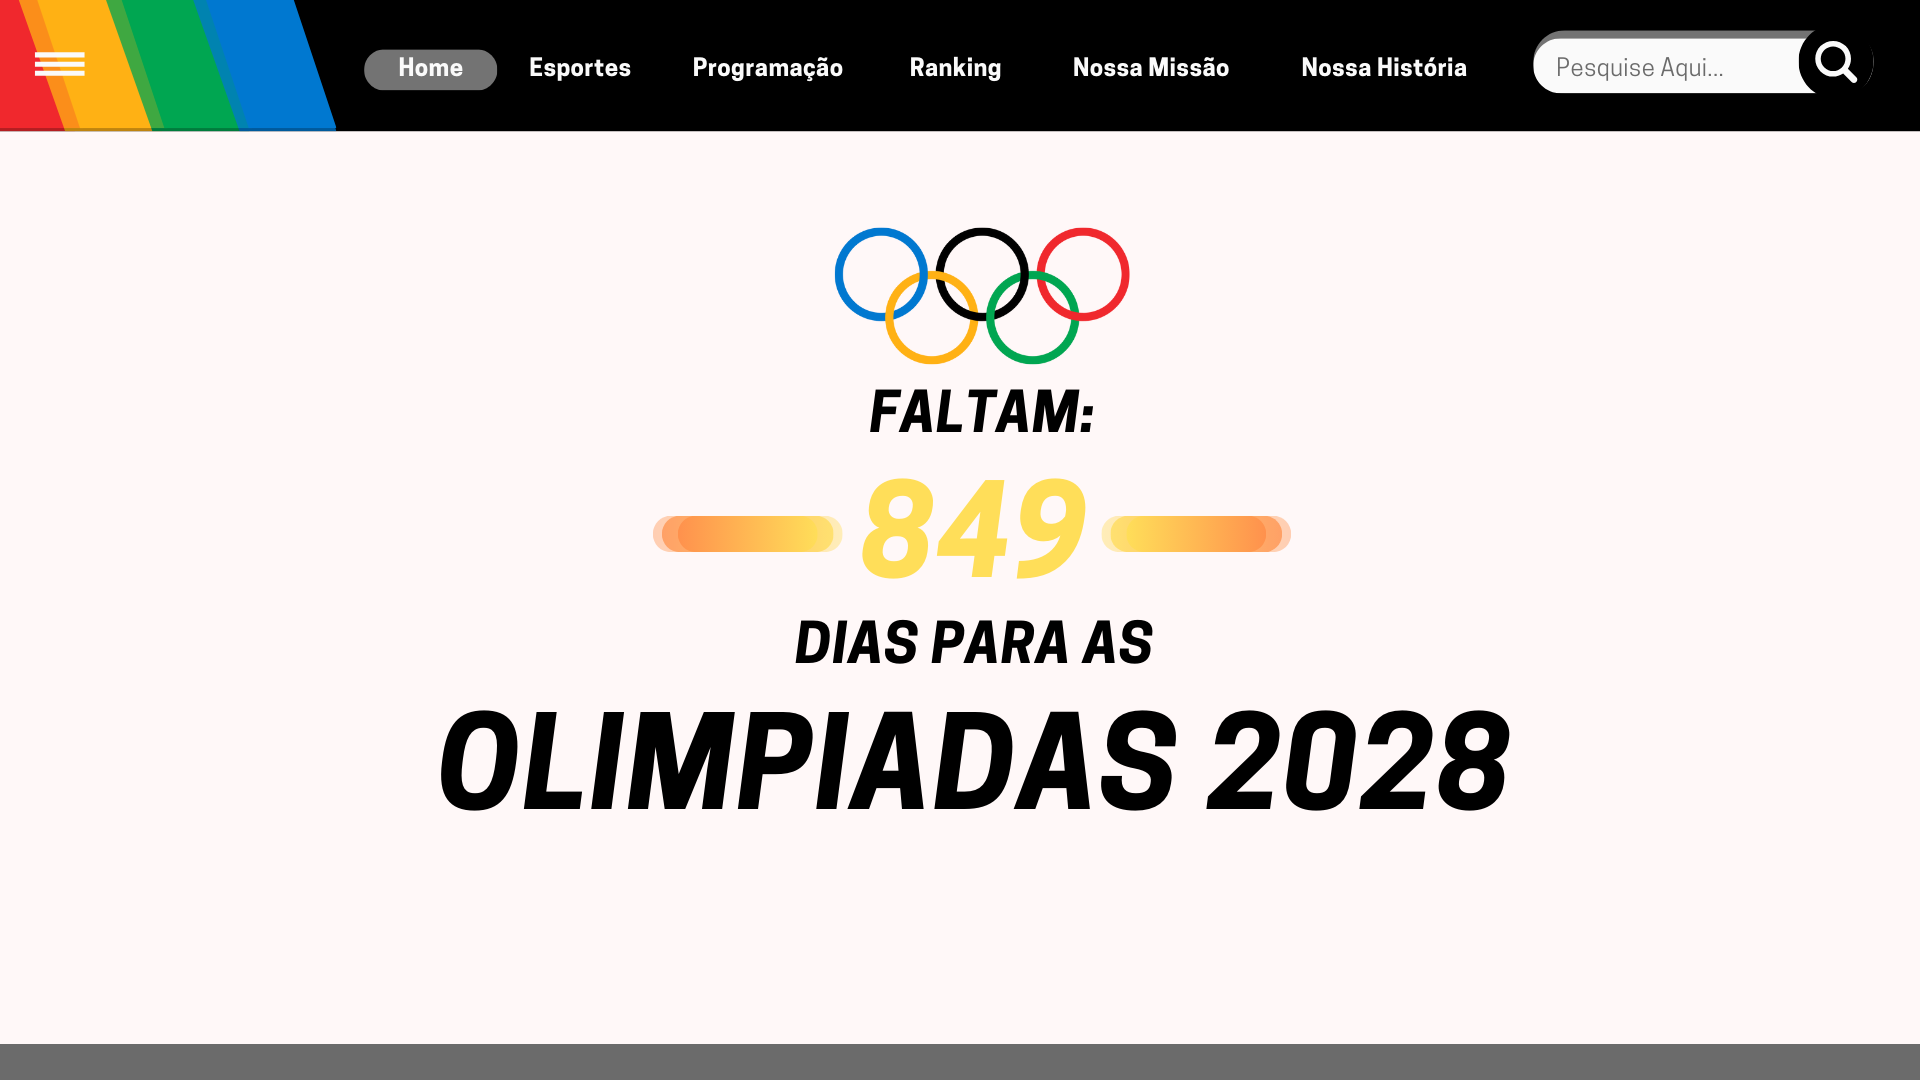 Home Esportes Programação Ranking Nossa Missão Nossa História Pesquise Aqui...
FALTAM:
849
DIAS PARA AS
OLIMPIADAS 2028